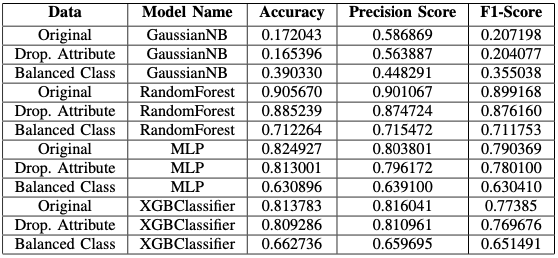 Data Model Name Accuracy Precision Score F1-Score
Original GaussianNB 0.172043 0.586869 0.207198
Drop. Attribute GaussianNB 0.165396 0.563887 0.204077
Balanced Class GaussianNB 0.390330 0.448291 0.355038
Original RandomForest 0.905670 0.901067 0.899168
Drop. Attribute RandomForest 0.885239 0.874724 0.876160
Balanced Class RandomForest 0.712264 0.715472 0.711753
Original MLP 0.824927 0.803801 0.790369
Drop. Attribute MLP 0.813001 0.796172 0.780100
Balanced Class MLP 0.630896 0.639100 0.630410
Original XGBClassifier 0.813783 0.816041 0.77385
Drop. Attribute XGBClassifier 0.809286 0.810961 0.769676
Balanced Class XGBClassifier 0.662736 0.659695 0.651491